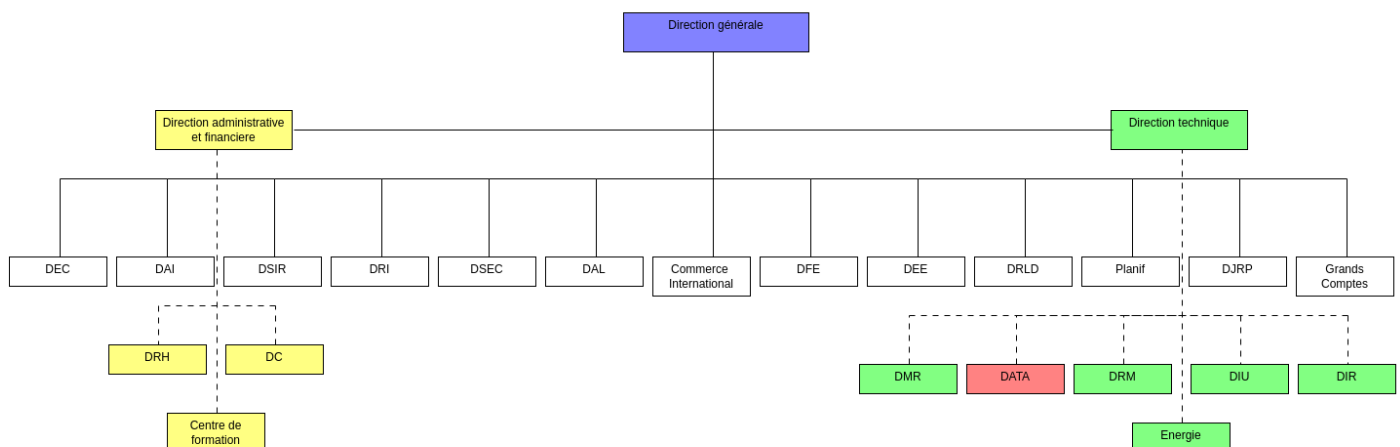 Direction générale
Direction administrative
et financiere
Direction technique
DEC
DAI
DSIR
DRI
DSEC
DAL
Commerce
International
DFE
DEE
DRLD
Planif
DJRP
Grands
Comptes
DRH
DC
DMR
DATA
DRM
DIU
DIR
Centre de
formation
Energie